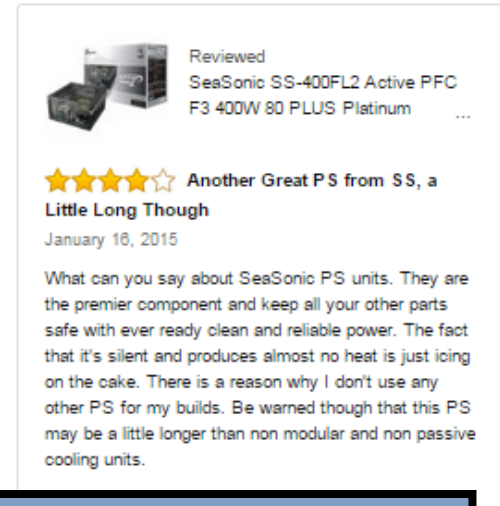 Reviewed
SeaSonic SS-400FL2 Active PFC
F3 400W 80 PLUS Platinum ...
Another Great PS from SS, a
Little Long Though
January 16, 2015
What can you say about SeaSonic PS units. They are
the premier component and keep all your other parts
safe with ever ready clean and reliable power. The fact
that it's silent and produces almost no heat is just icing
on the cake. There is a reason why I don't use any
other PS for my builds. Be warned though that this PS
may be a little longer than non modular and non passive
cooling units.